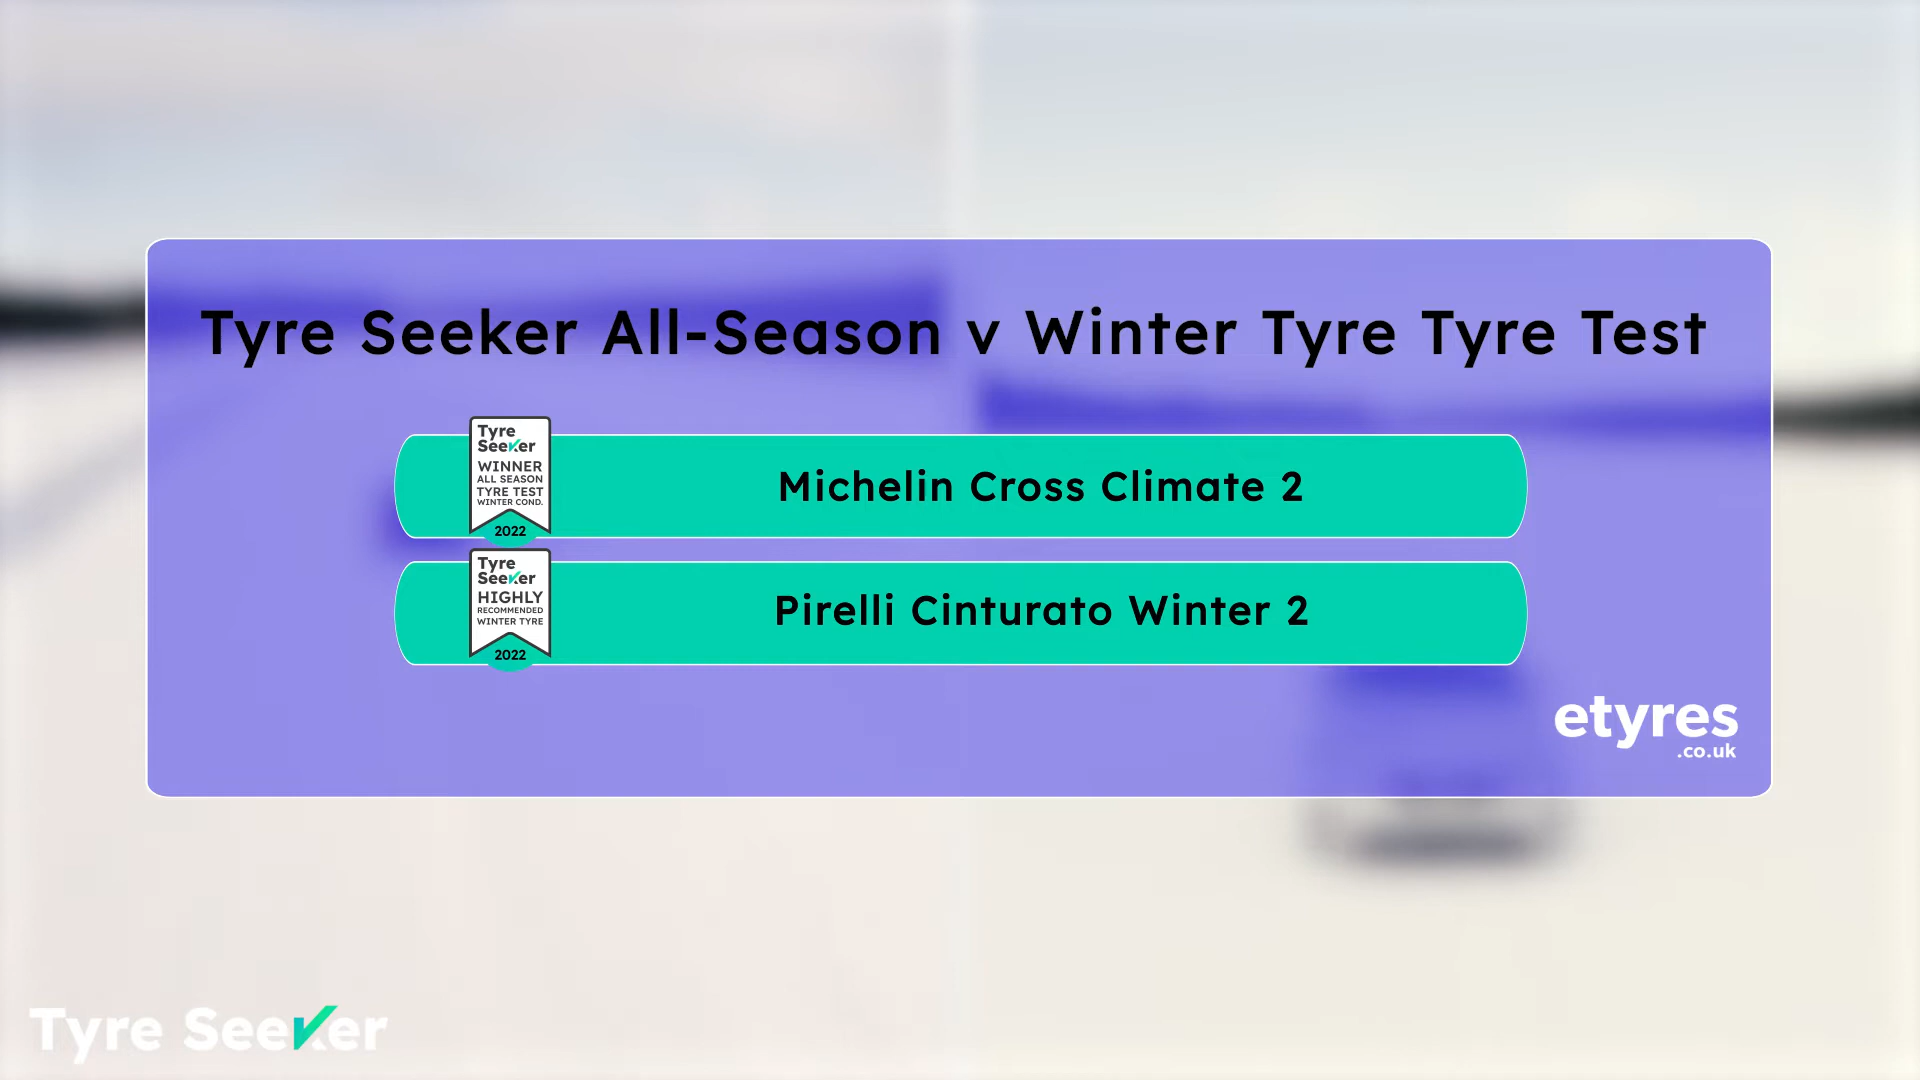 Tyre Seeker All-Season v Winter Tyre Tyre Test
Tyre
Seeker
WINNER
ALL SEASON
TYRE TEST
WINTER COND.
2022
Michelin Cross Climate 2
Tyre
Seeker
HIGHLY
RECOMMENDED
WINTER TYRE
2022
Pirelli Cinturato Winter 2
etyres
.co.uk
Tyre Seeker